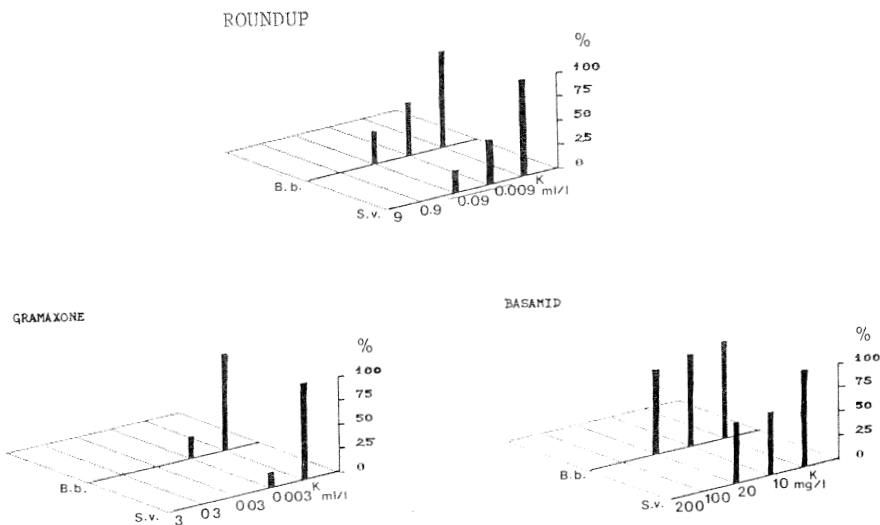 ROUNDUP
%
100
75
50
25
0
B.b.
S.v. 9 0.9 0.09 0.009 K
ml/l
GRAMAXONE
%
100
75
50
25
0
B.b.
S.v. 3 03 003 0003 K
ml/l
BASAMID
%
100
75
50
25
0
B.b.
S.v. 200 100 20 10 K
mg/l